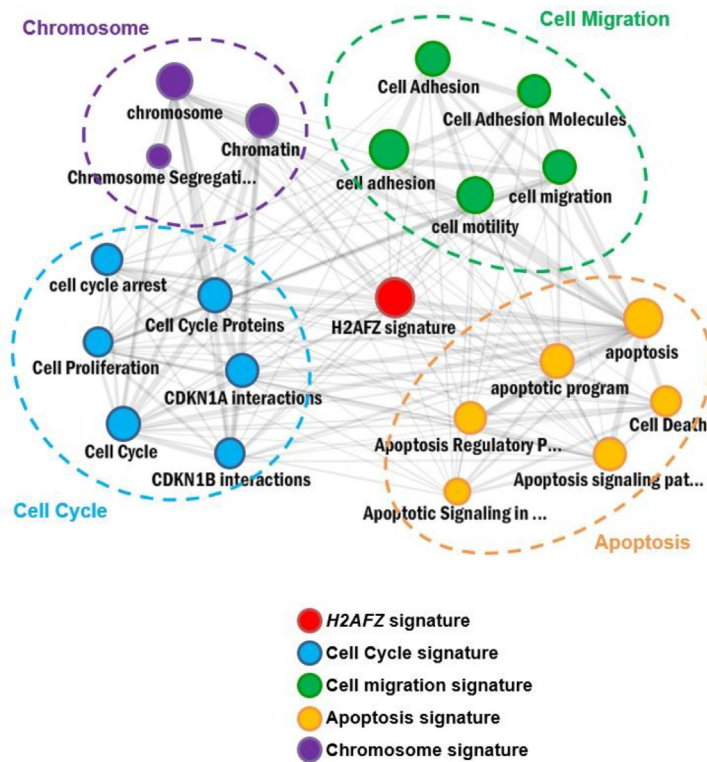 Chromosome
Cell Migration
chromosome
Chromatin
Chromosome Segregati...
Cell Adhesion
Cell Adhesion Molecules
cell adhesion
cell migration
cell motility
cell cycle arrest
Cell Cycle Proteins
Cell Proliferation
CDKN1A interactions
Cell Cycle
CDKN1B interactions
Cell Cycle
H2AFZ signature
apoptosis
apoptotic program
Cell Death
Apoptosis Regulatory P...
Apoptosis signaling pat...
Apoptotic Signaling in ...
Apoptosis
H2AFZ signature
Cell Cycle signature
Cell migration signature
Apoptosis signature
Chromosome signature